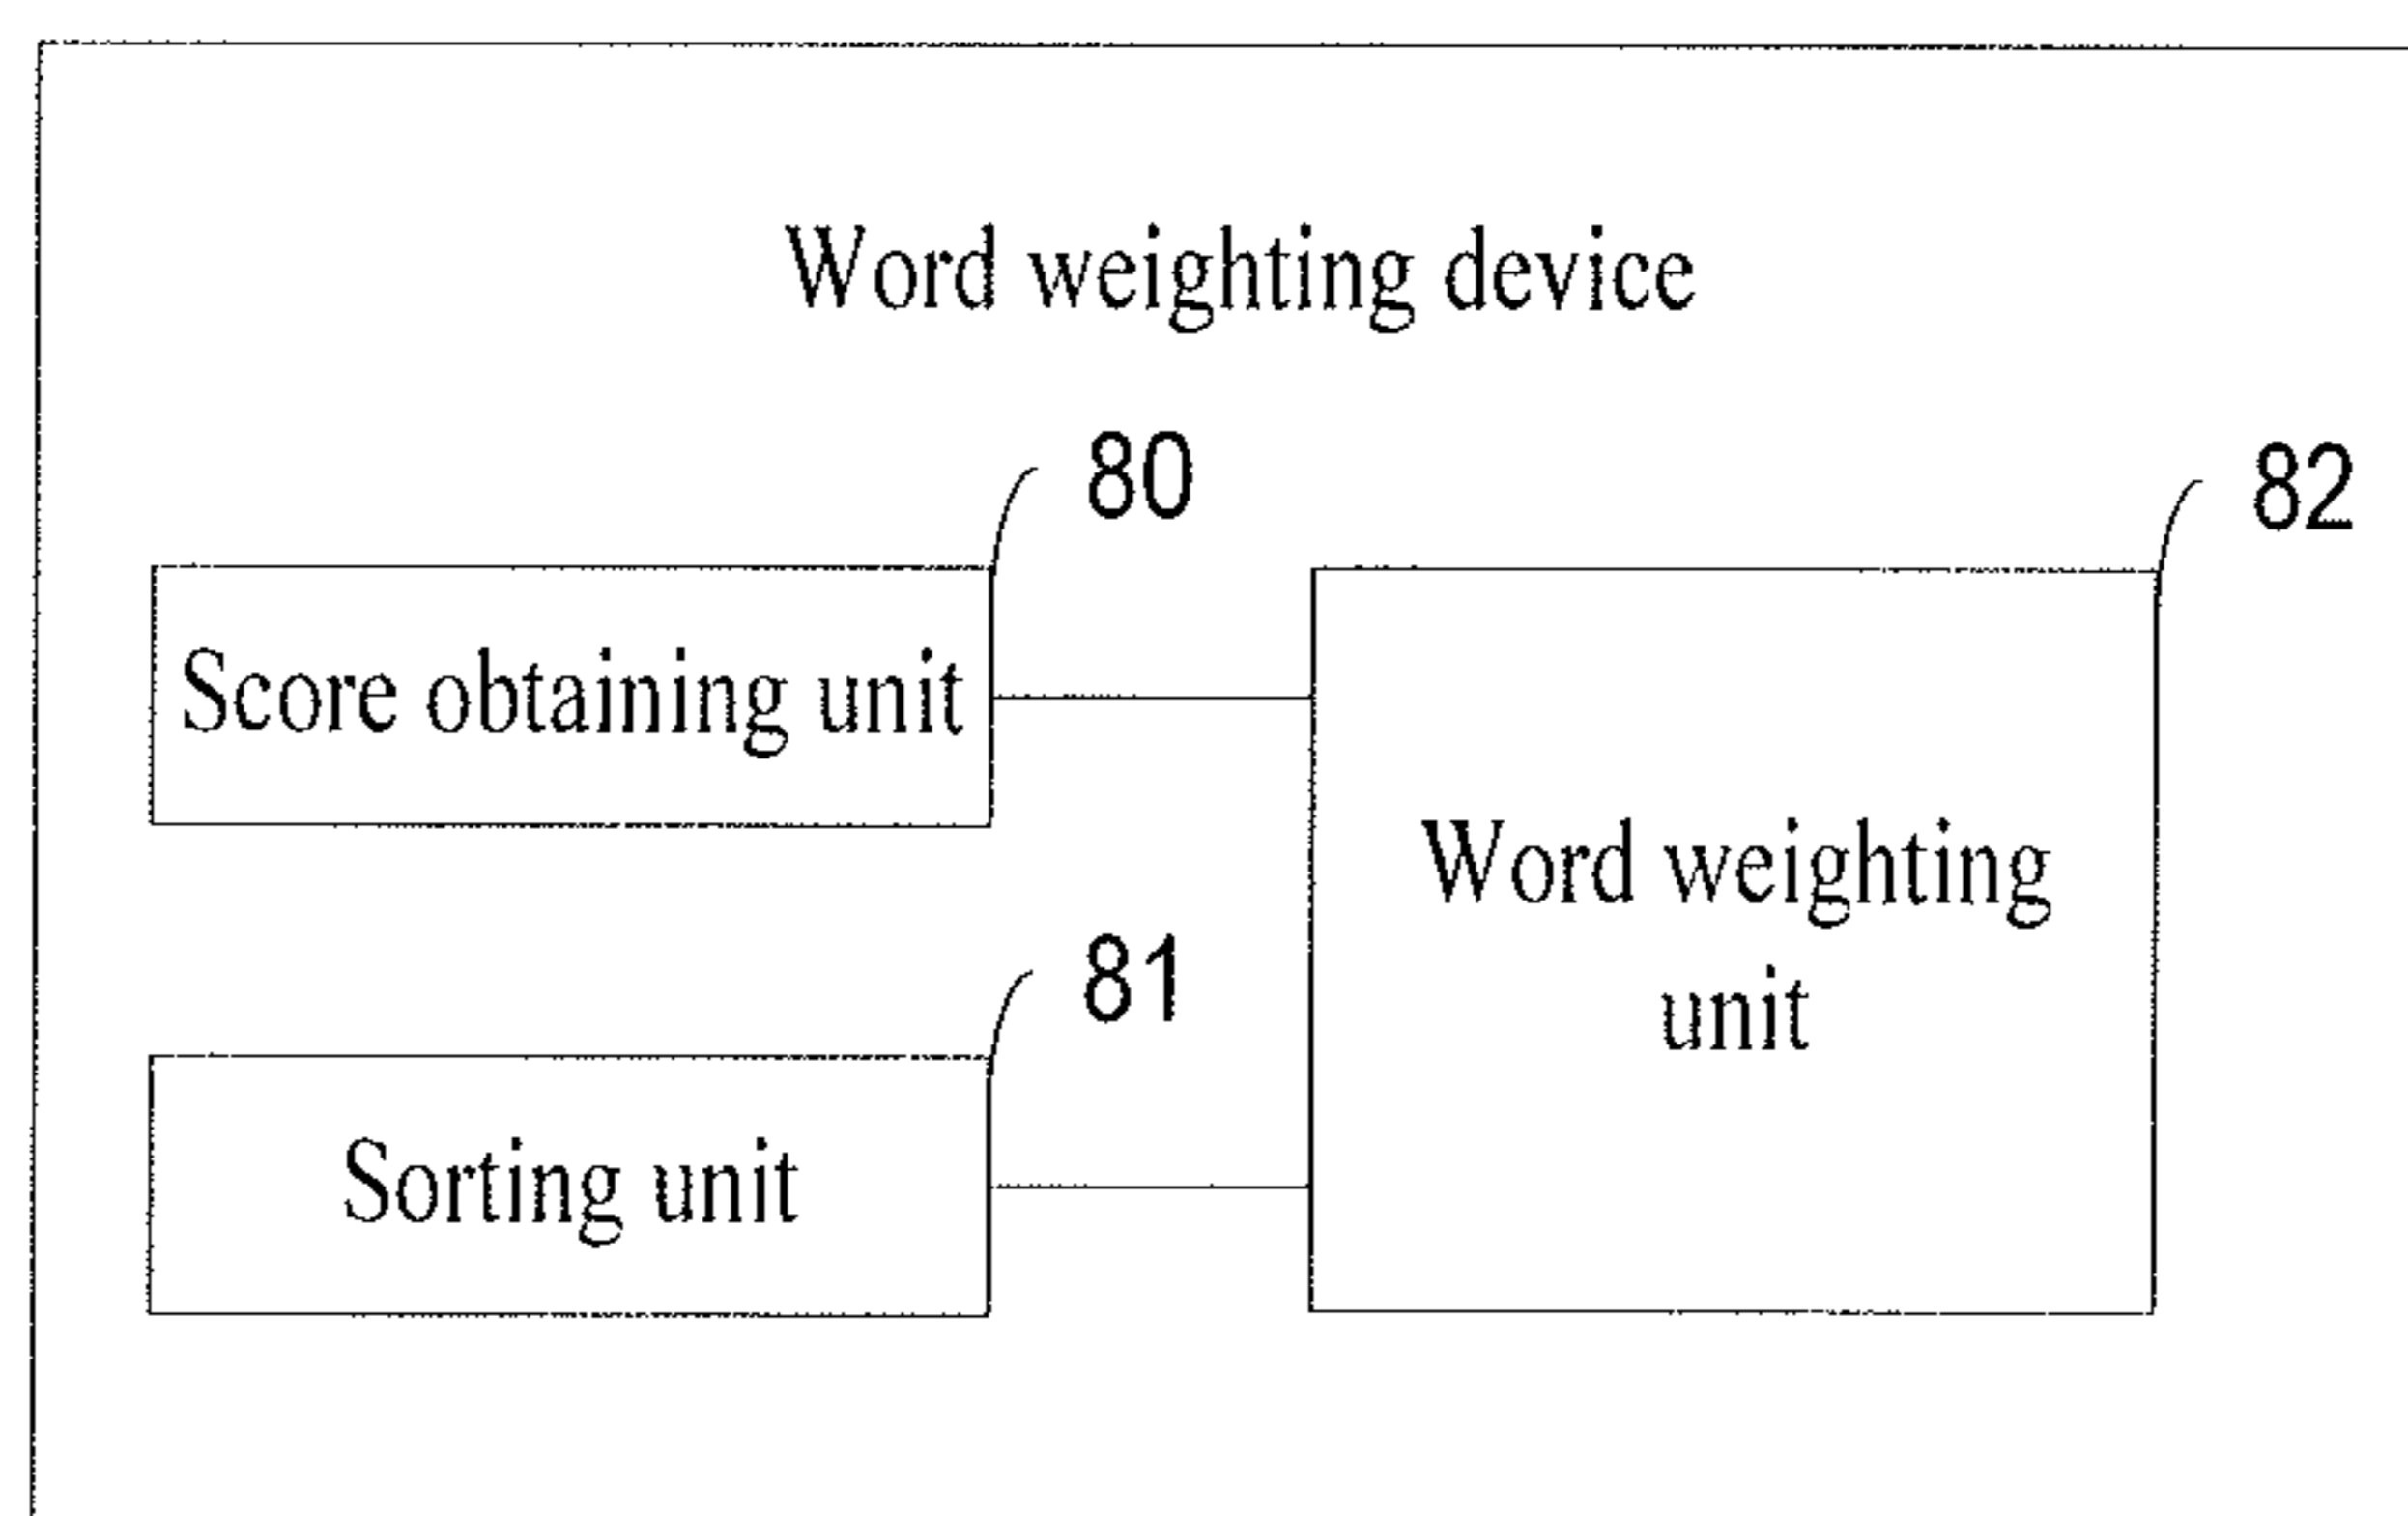 Word weighting device
80
82
Score obtaining unit
Word weighting
unit
81
Sorting unit